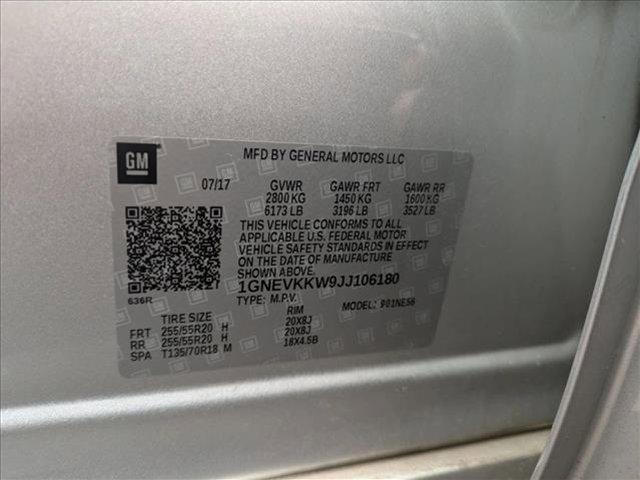 GM
MFD BY GENERAL MOTORS LLC
07/17 GVWR GAWR FRT GAWR RR
2800 KG 1450 KG 1600 KG
6173 LB 3196 LB 3527 LB
THIS VEHICLE CONFORMS TO ALL
APPLICABLE U.S. FEDERAL MOTOR
VEHICLE SAFETY STANDARDS IN EFFECT
ON THE DATE OF MANUFACTURE
SHOWN ABOVE.
636R
1GNEVKKW9JJ106180
TYPE: M.P.V. 901NE56
TIRE SIZE RIM
FRT 255/55R20 H 20X8J
RR 255/55R20 H 20X8J
SPA T135/70R18 M 18X4.5B